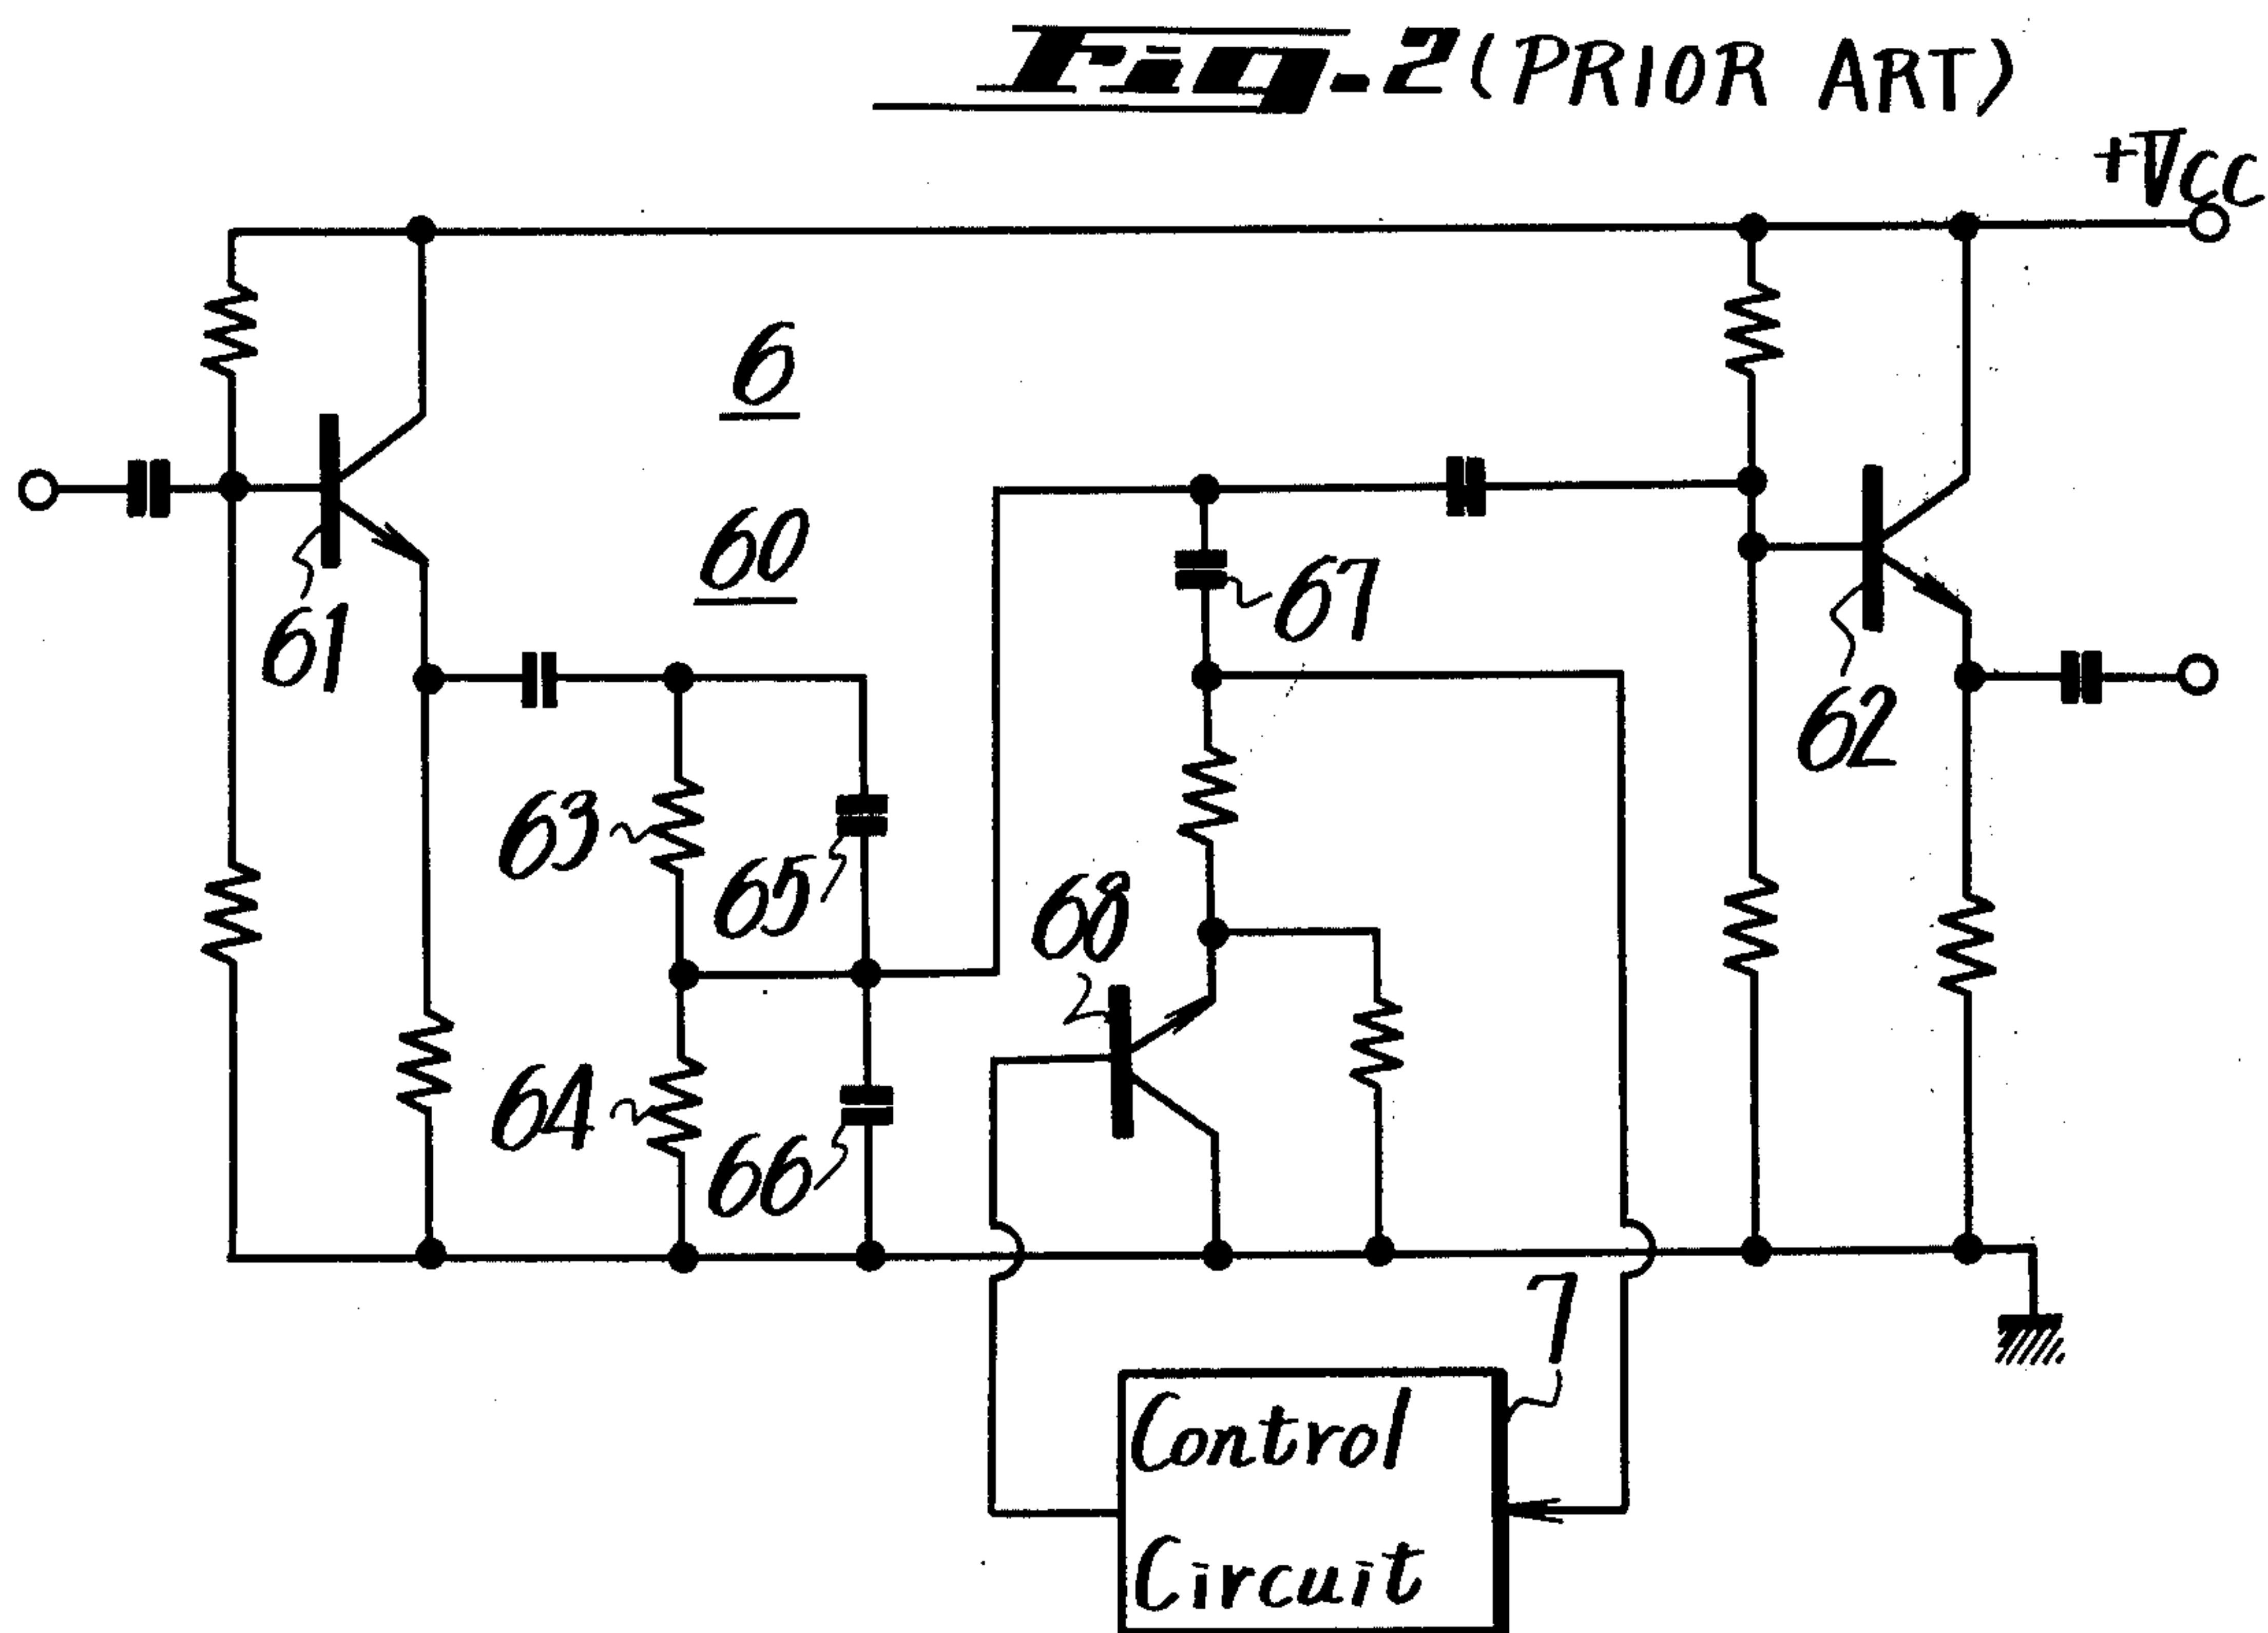 Fig-2 (PRIOR ART)
+Vcc
6
60
61
67
62
63
65
68
64
66
7
Control
Circuit